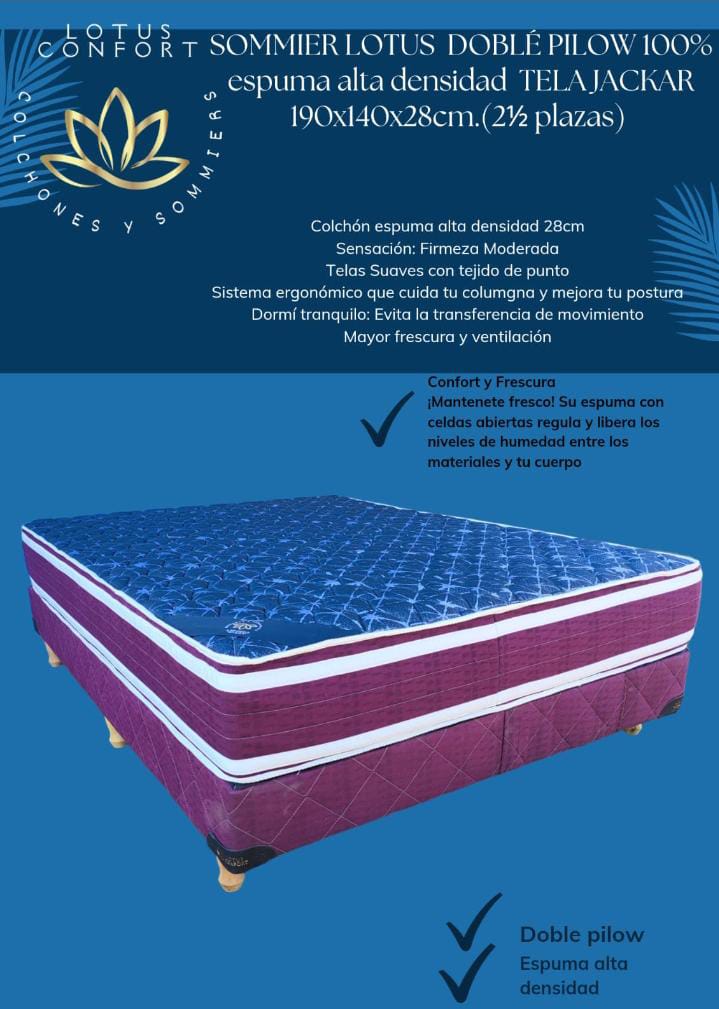 LOTUS
CONFORT
COLCHONES Y SOMMIERS
SOMMIER LOTUS DOBLÉ PILOW 100%
espuma alta densidad TELA JACKAR
190x140x28cm.(2½ plazas)
Colchón espuma alta densidad 28cm
Sensación: Firmeza Moderada
Telas Suaves con tejido de punto
Sistema ergonómico que cuida tu columgna y mejora tu postura
Dormí tranquilo: Evita la transferencia de movimiento
Mayor frescura y ventilación
Confort y Frescura
¡Mantenete fresco! Su espuma con
celdas abiertas regula y libera los
niveles de humedad entre los
materiales y tu cuerpo
LOTUS
CONFORT
Doble pilow
Espuma alta
densidad